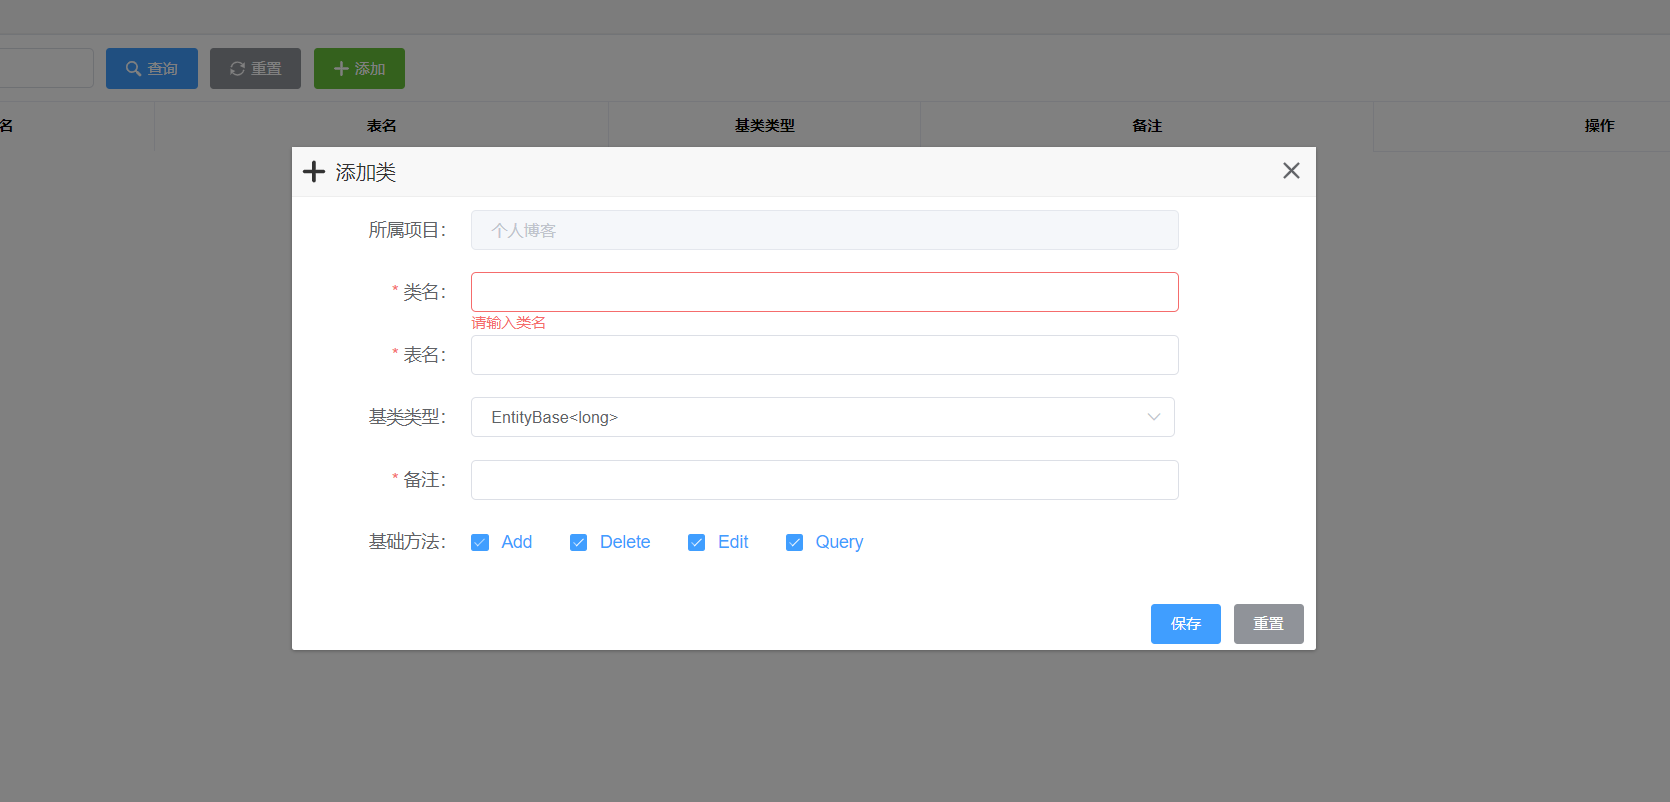 查询 重置 添加
名 表名 基类类型 备注 操作
添加类
所属项目： 个人博客
* 类名：
请输入类名
* 表名：
基类类型： EntityBase<long>
* 备注：
基础方法： Add Delete Edit Query
保存 重置